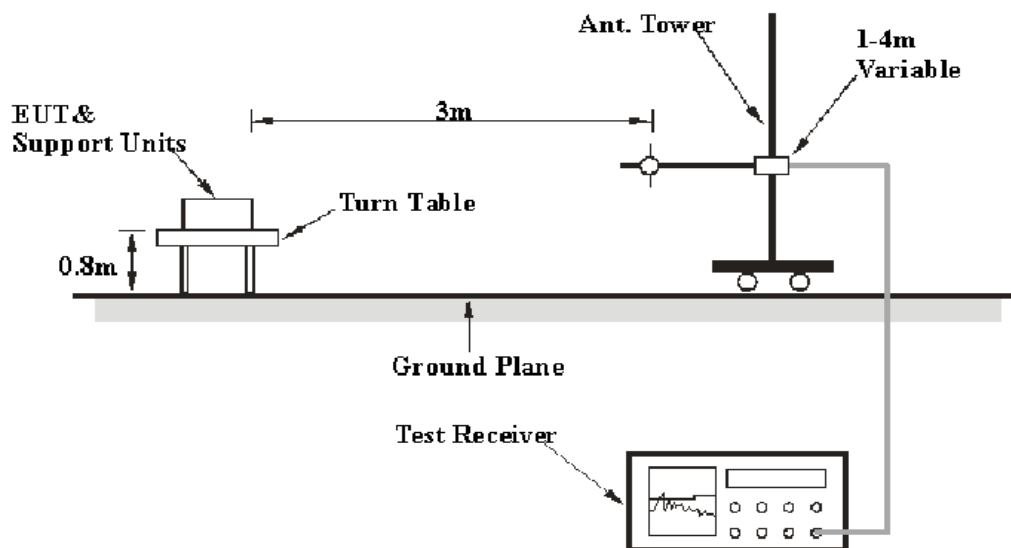 Ant. Tower
1-4m
Variable
EUT&
Support Units
3m
Turn Table
0.8m
Ground Plane
Test Receiver